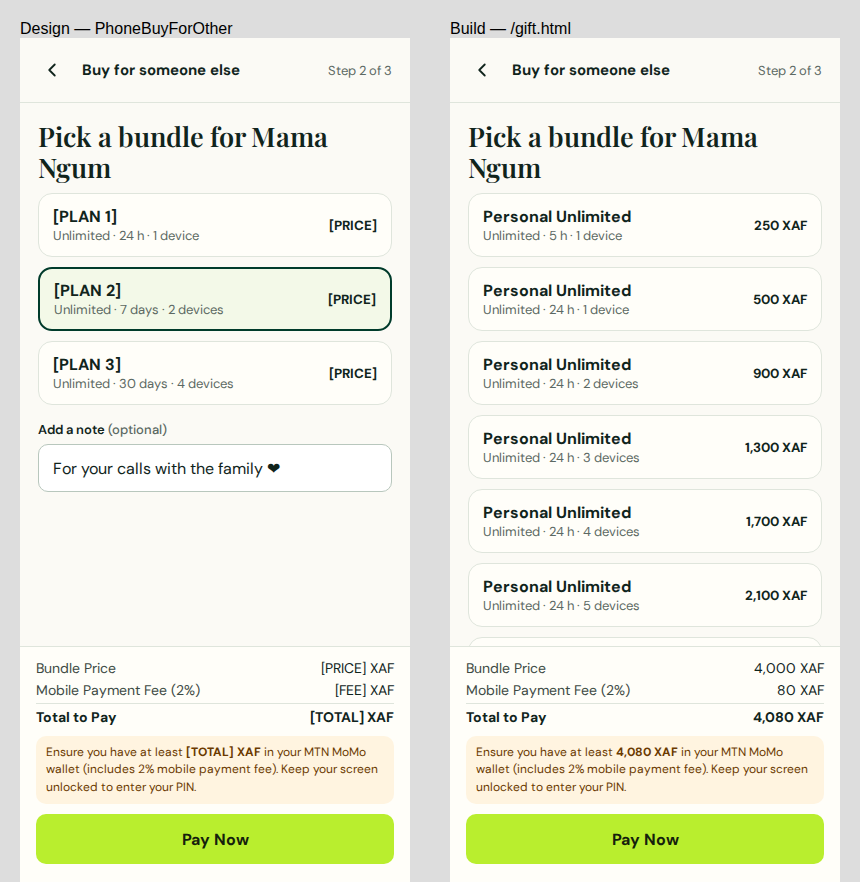 Design — PhoneBuyForOther
Buy for someone else
Step 2 of 3
Pick a bundle for Mama
Ngum
[PLAN 1]
Unlimited · 24 h · 1 device
[PRICE]
[PLAN 2]
Unlimited · 7 days · 2 devices
[PRICE]
[PLAN 3]
Unlimited · 30 days · 4 devices
[PRICE]
Add a note (optional)
For your calls with the family ❤
Bundle Price [PRICE] XAF
Mobile Payment Fee (2%) [FEE] XAF
Total to Pay [TOTAL] XAF
Ensure you have at least [TOTAL] XAF in your MTN MoMo
wallet (includes 2% mobile payment fee). Keep your screen
unlocked to enter your PIN.
Pay Now
Build — /gift.html
Buy for someone else
Step 2 of 3
Pick a bundle for Mama
Ngum
Personal Unlimited
Unlimited · 5 h · 1 device
250 XAF
Personal Unlimited
Unlimited · 24 h · 1 device
500 XAF
Personal Unlimited
Unlimited · 24 h · 2 devices
900 XAF
Personal Unlimited
Unlimited · 24 h · 3 devices
1,300 XAF
Personal Unlimited
Unlimited · 24 h · 4 devices
1,700 XAF
Personal Unlimited
Unlimited · 24 h · 5 devices
2,100 XAF
Bundle Price 4,000 XAF
Mobile Payment Fee (2%) 80 XAF
Total to Pay 4,080 XAF
Ensure you have at least 4,080 XAF in your MTN MoMo
wallet (includes 2% mobile payment fee). Keep your screen
unlocked to enter your PIN.
Pay Now